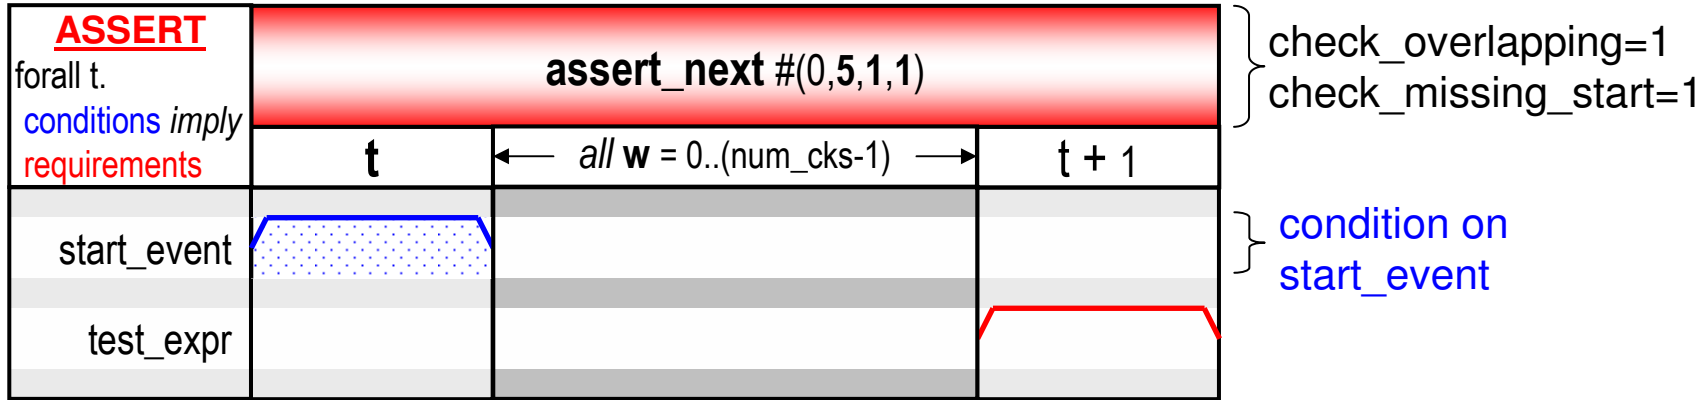 ASSERT
forall t.
conditions imply
requirements
assert_next #(0,5,1,1)
check_overlapping=1
check_missing_start=1
t
all w = 0..(num_cks-1)
t + 1
start_event
condition on
start_event
test_expr